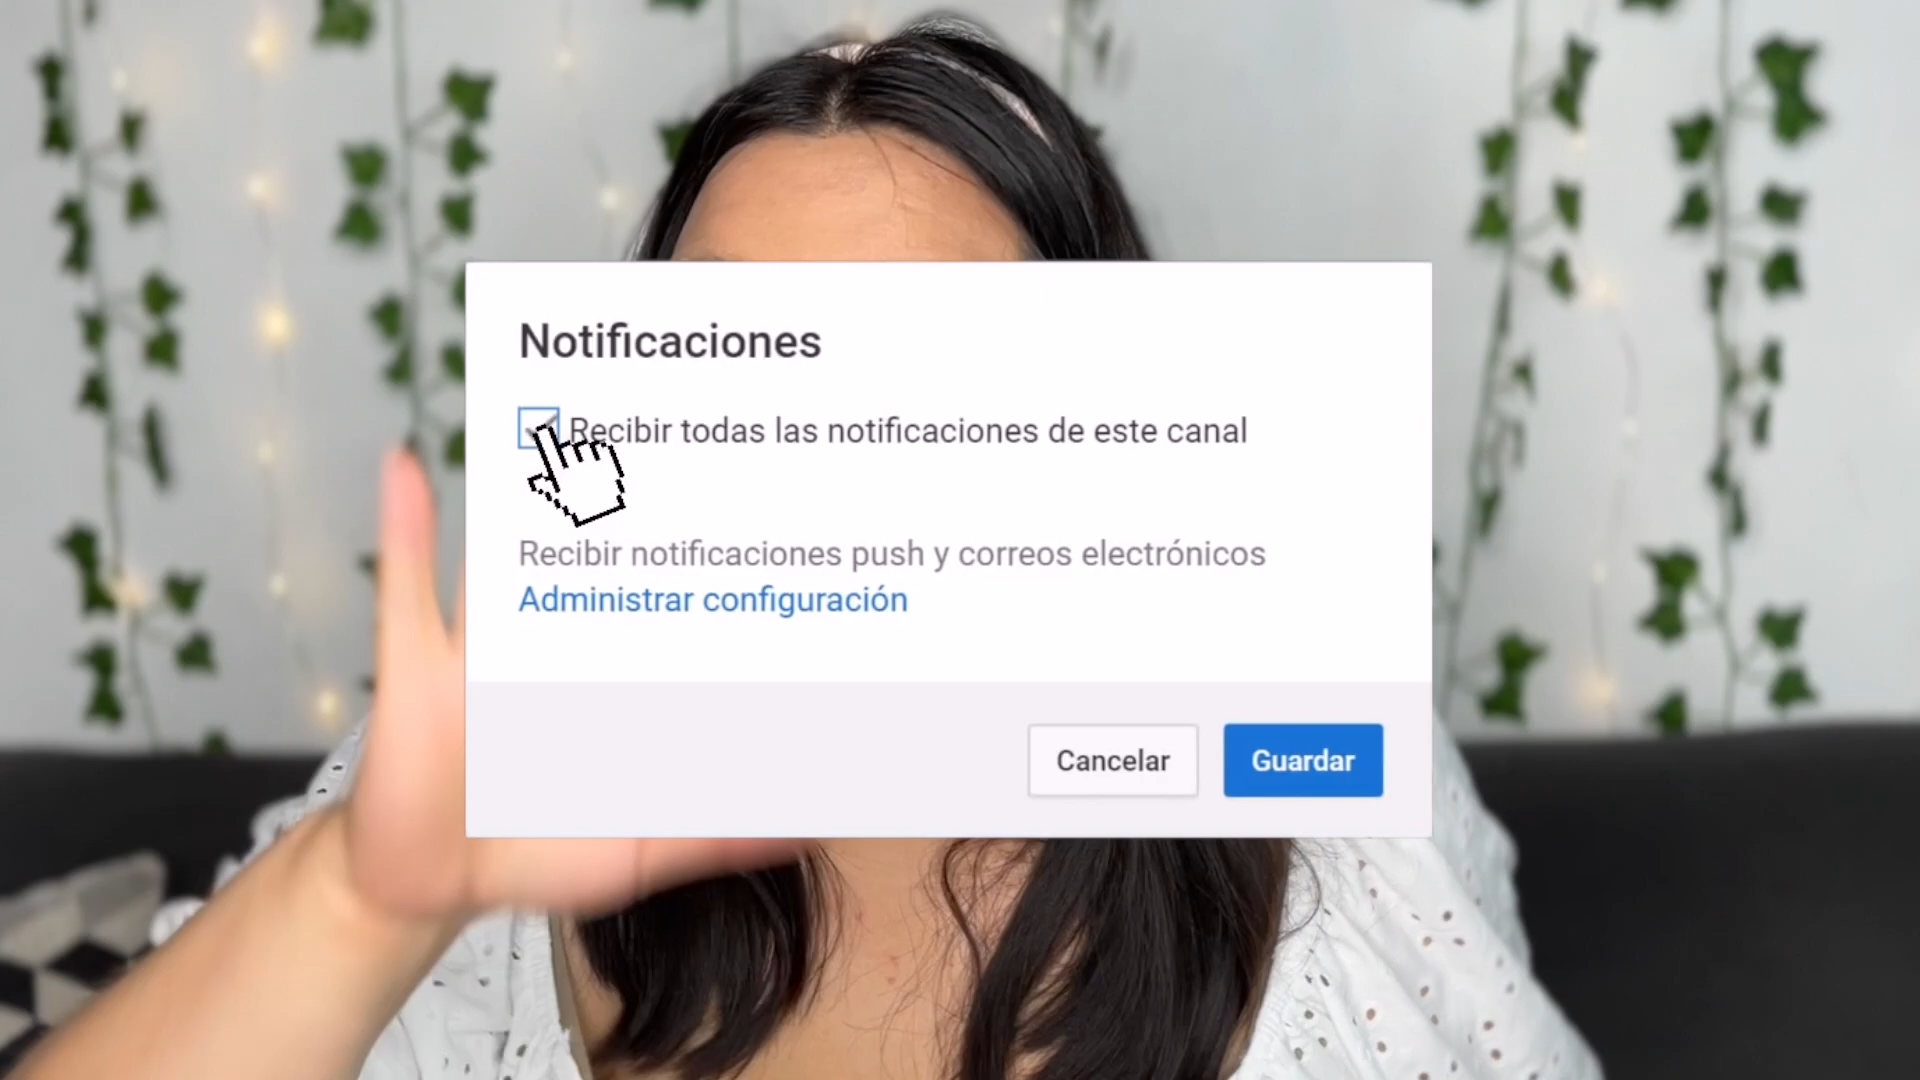 Notificaciones
Recibir todas las notificaciones de este canal
Recibir notificaciones push y correos electrónicos
Administrar configuración
Cancelar
Guardar